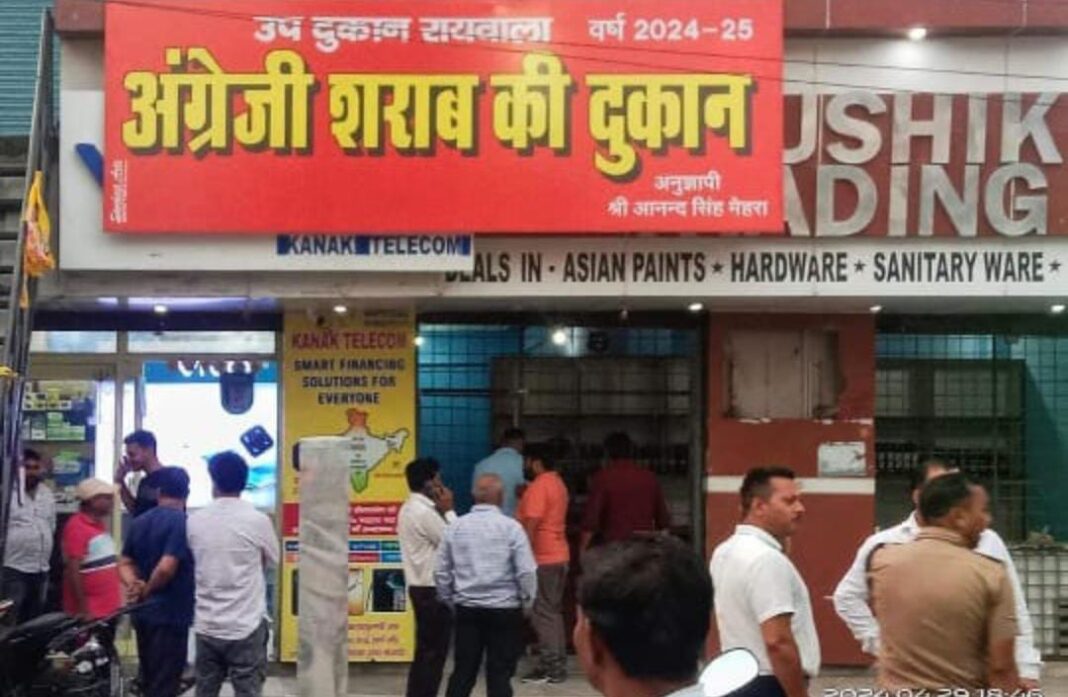 उप दुकान रायवाला वर्ष 2024-25
अंग्रेजी शराब की दुकान
अनुज्ञापी
श्री आनन्द सिंह मेहरा
USHIK
ADING
KANAK TELECOM
DEALS IN - ASIAN PAINTS ★ HARDWARE ★ SANITARY WARE ★
KANAK TELECOM
SMART FINANCING
SOLUTIONS FOR
EVERYONE